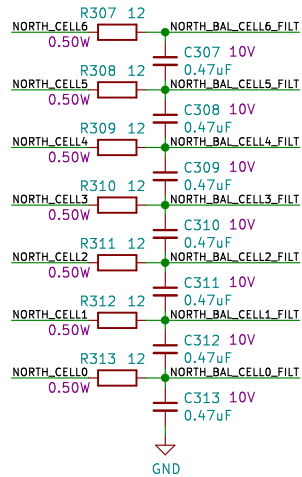 R307 12
NORTH_CELL6 NORTH_BAL_CELL6_FILT
0.50W
C307 10V
0.47uF
R308 12
NORTH_CELL5 NORTH_BAL_CELL5_FILT
0.50W
C308 10V
0.47uF
R309 12
NORTH_CELL4 NORTH_BAL_CELL4_FILT
0.50W
C309 10V
0.47uF
R310 12
NORTH_CELL3 NORTH_BAL_CELL3_FILT
0.50W
C310 10V
0.47uF
R311 12
NORTH_CELL2 NORTH_BAL_CELL2_FILT
0.50W
C311 10V
0.47uF
R312 12
NORTH_CELL1 NORTH_BAL_CELL1_FILT
0.50W
C312 10V
0.47uF
R313 12
NORTH_CELL0 NORTH_BAL_CELL0_FILT
0.50W
C313 10V
0.47uF
GND